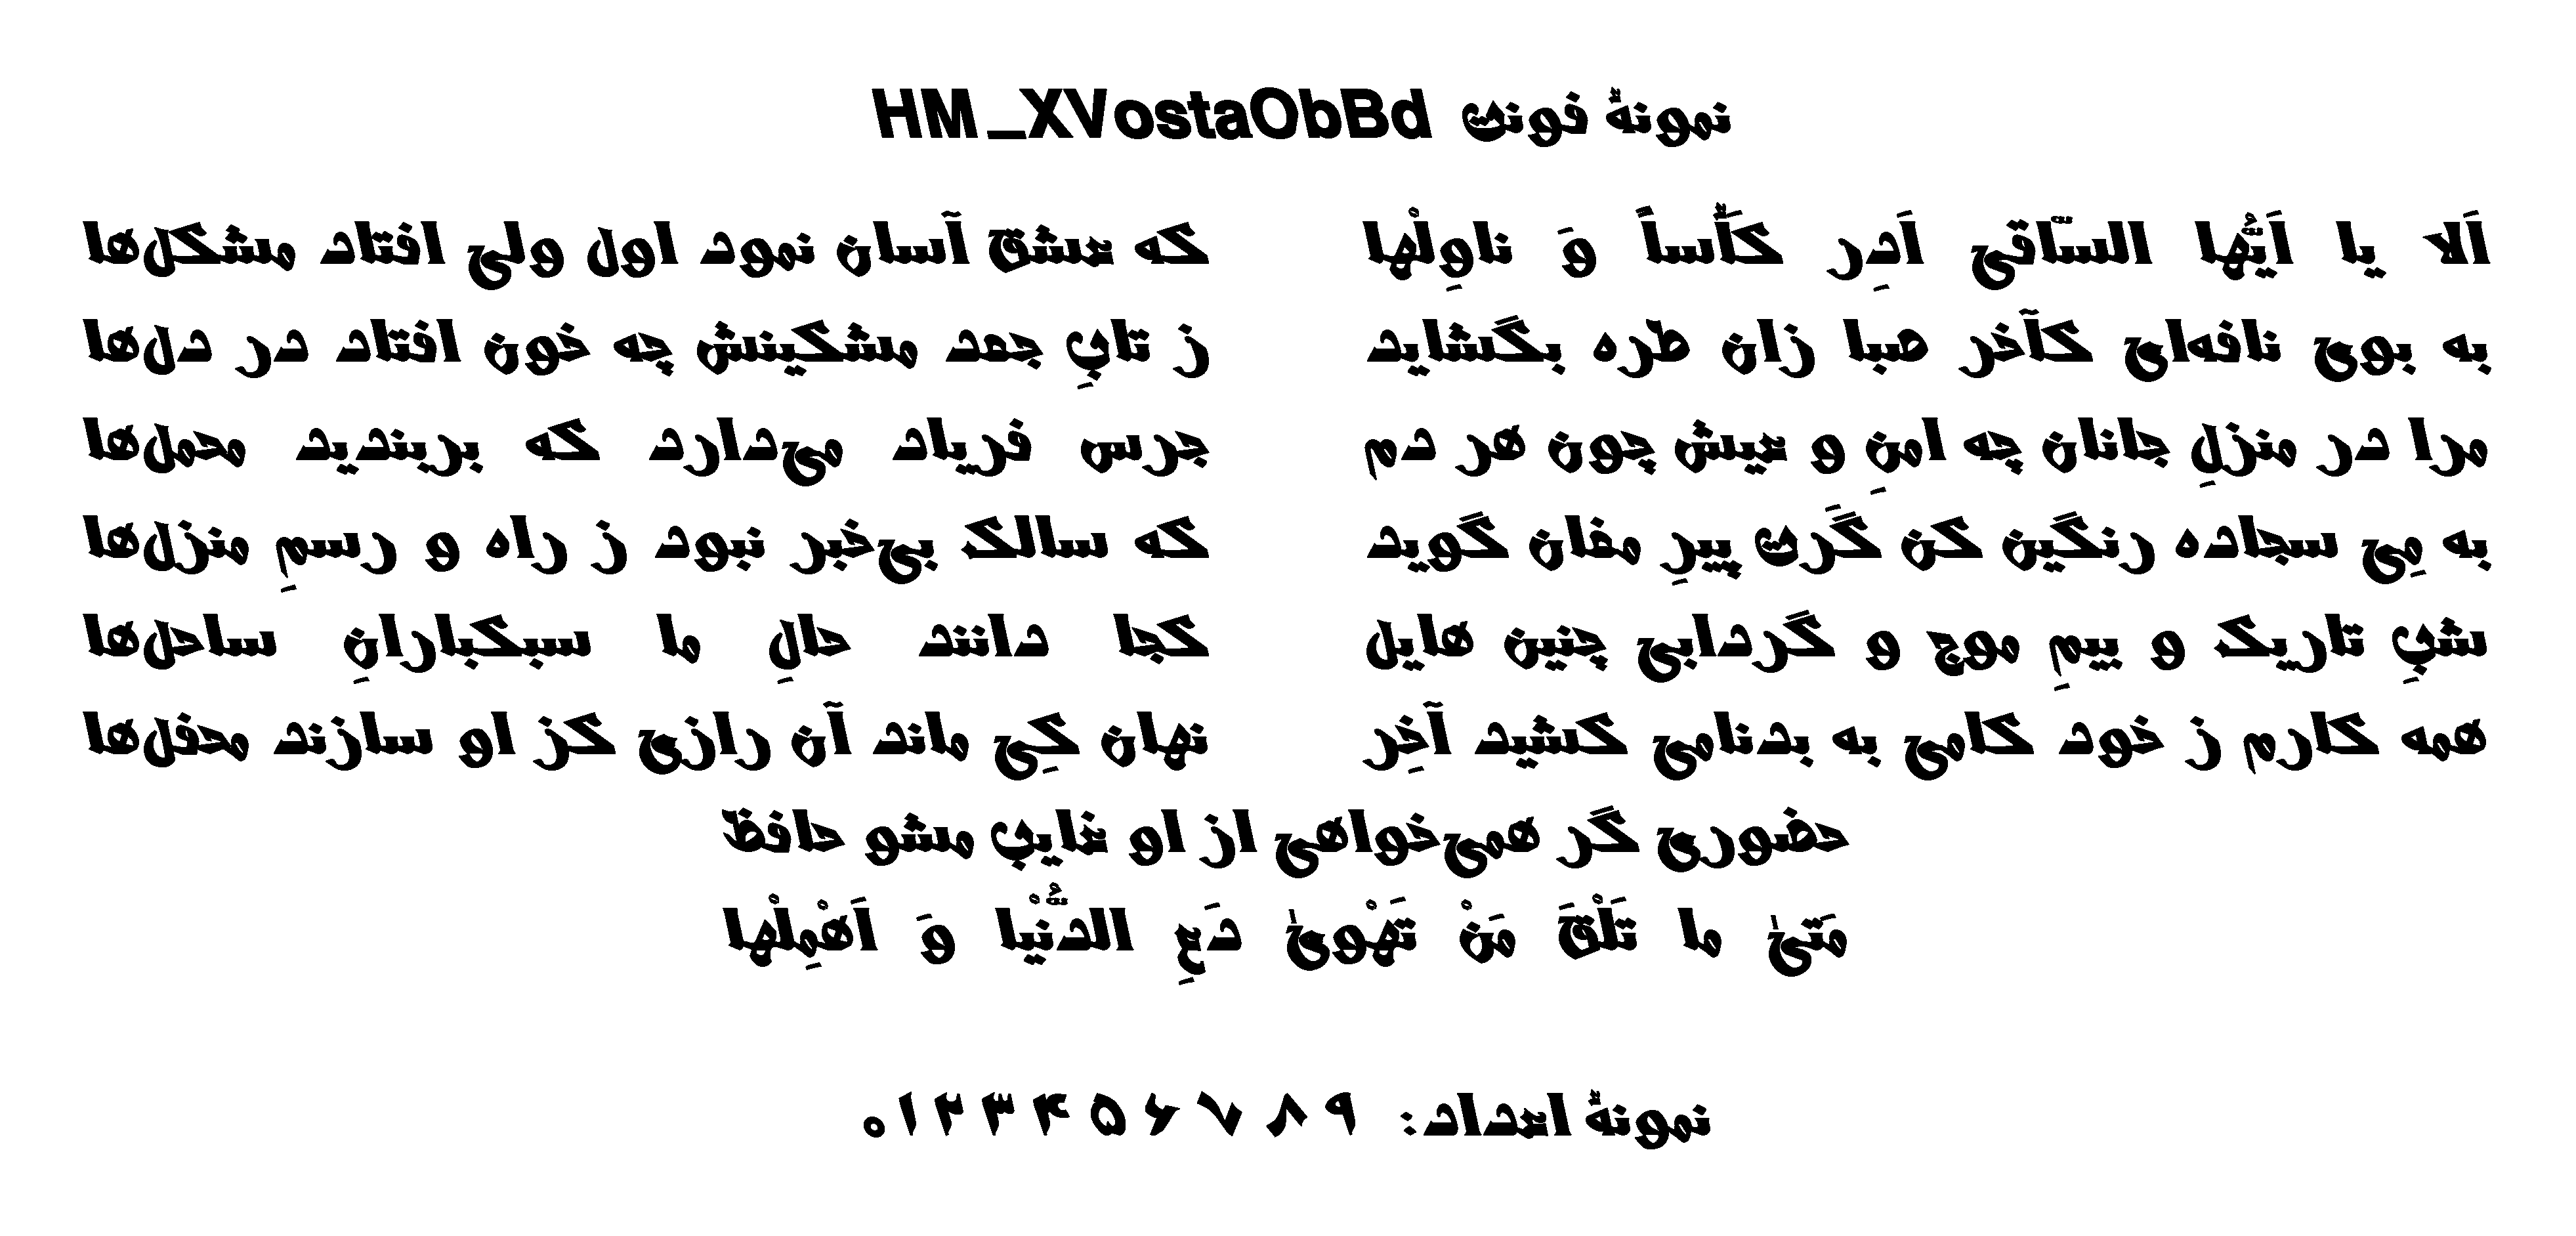 نمونهٔ فونت HM_XVostaObBd
اَلا یا اَیُّها السّاقی اَدِر کَأْساً وَ ناوِلْها که عشق آسان نمود اول ولی افتاد مشکل‌ها
به بوی نافه‌ای کآخر صبا زان طره بگشاید ز تابِ جعد مشکینش چه خون افتاد در دل‌ها
مرا در منزلِ جانان چه امنِ و عیش چون هر دم جرس فریاد می‌دارد که بربندید محمل‌ها
به مِی سجاده رنگین کن گَرت پیرِ مغان گوید که سالک بی‌خبر نبود ز راه و رسمِ منزل‌ها
شبِ تاریک و بیمِ موج و گردابی چنین هایل کجا دانند حالِ ما سبکبارانِ ساحل‌ها
همه کارم ز خود کامی به بدنامی کشید آخِر نهان کِی ماند آن رازی کز او سازند محفل‌ها
حضوری گر همی‌خواهی از او غایب مشو حافظ
مَتیٰ ما تَلْقَ مَنْ تَهْویٰ دَعِ الدُّنْیا وَ اَهْمِلْها
نمونهٔ اعداد: ۰۱۲۳۴۵۶۷۸۹